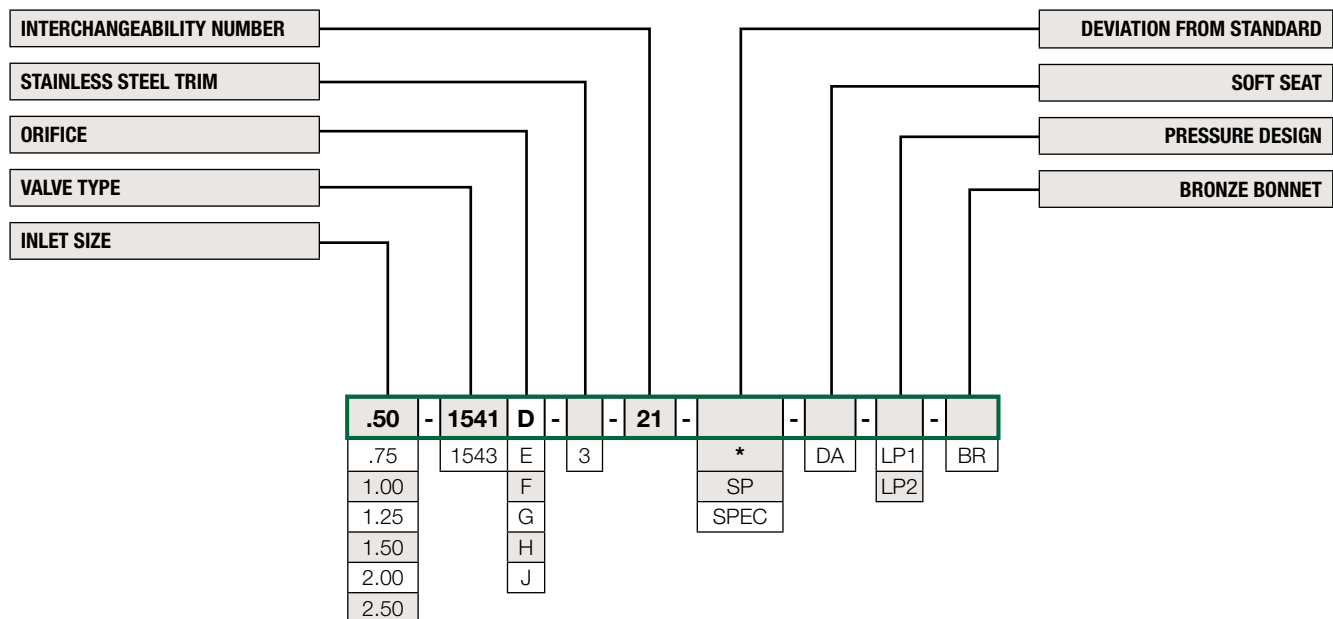 INTERCHANGEABILITY NUMBER
STAINLESS STEEL TRIM
ORIFICE
VALVE TYPE
INLET SIZE
DEVIATION FROM STANDARD
SOFT SEAT
PRESSURE DESIGN
BRONZE BONNET
.50 - 1541 D - - 21 - - - -
.75 1543 E 3 * DA LP1 BR
1.00 F SP LP2
1.25 G SPEC
1.50 H
2.00 J
2.50